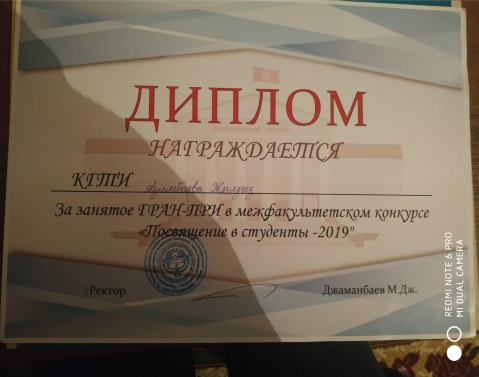 ДИПЛОМ
НАГРАЖДАЕТСЯ
КГТИ Жылдыз
За занятое ГРАН-ПРИ в межфакультетском конкурсе
«Посвящение в студенты -2019"
Ректор Джаманбаев М.Дж.
REDMI NOTE 6 PRO
MI DUAL CAMERA